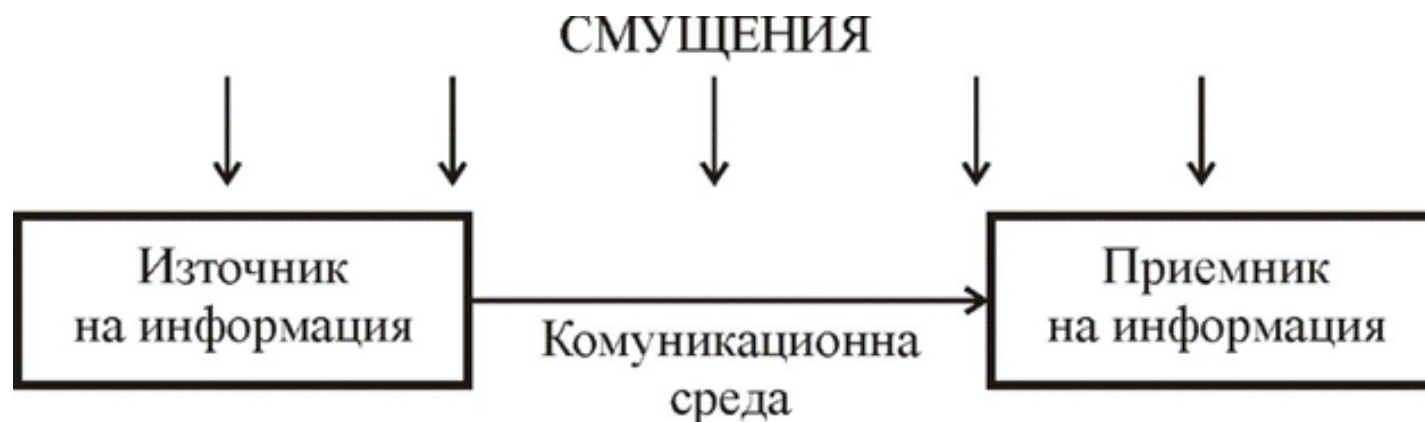 СМУЩЕНИЯ
Източник
на информация
Комуникационна
среда
Приемник
на информация